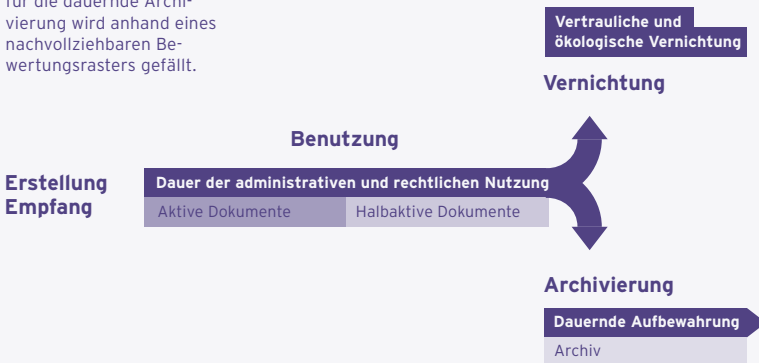 für die dauernde Archi-
vierung wird anhand eines
nachvollziehbaren Be-
wertungsrasters gefällt.
Vertrauliche und
ökologische Vernichtung
Vernichtung
Benutzung
Erstellung
Empfang
Dauer der administrativen und rechtlichen Nutzung
Aktive Dokumente
Halbaktive Dokumente
Archivierung
Dauernde Aufbewahrung
Archiv